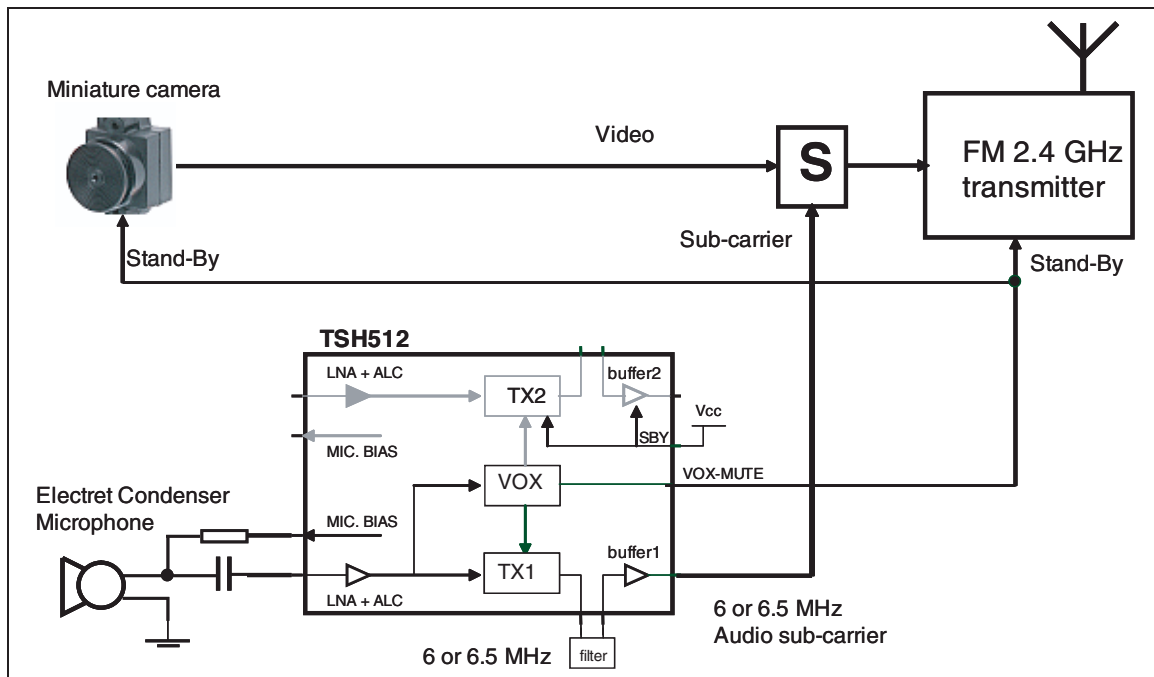 Miniature camera
Video
S
FM 2.4 GHz
transmitter
Sub-carrier
Stand-By
Stand-By
TSH512
LNA + ALC
TX2
buffer2
Vcc
SBY
MIC. BIAS
VOX
VOX-MUTE
Electret Condenser
Microphone
MIC. BIAS
TX1
buffer1
LNA + ALC
6 or 6.5 MHz
Audio sub-carrier
6 or 6.5 MHz
filter